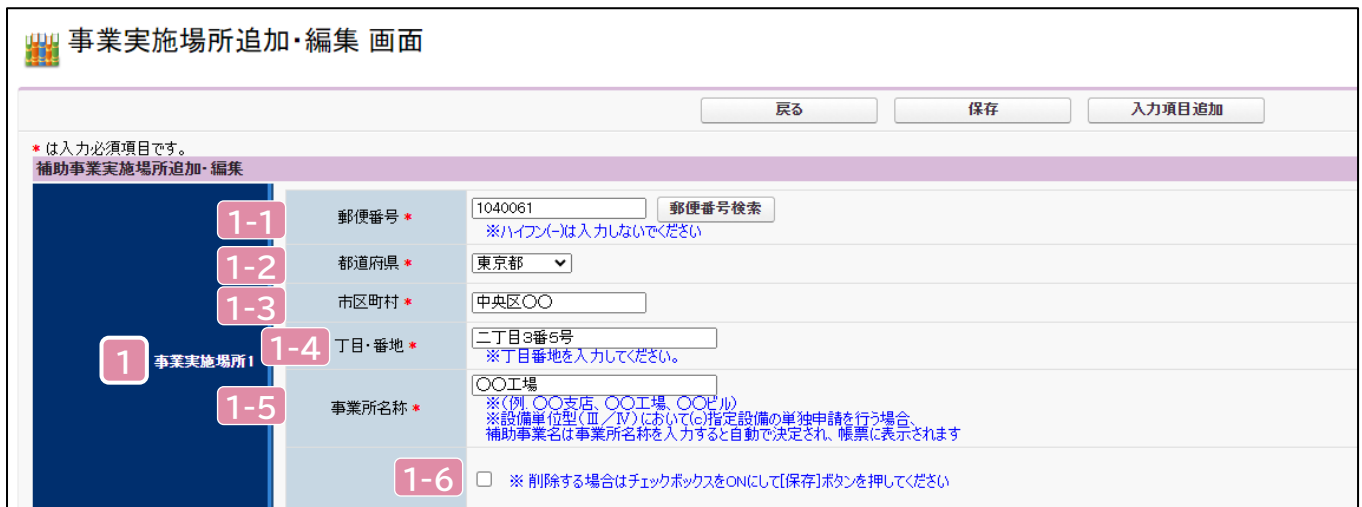 事業実施場所追加・編集 画面
戻る 保存 入力項目追加
* は入力必須項目です。
補助事業実施場所追加・編集
1 事業実施場所1
1-1 郵便番号 * 1040061 郵便番号検索
※ハイフン(-)は入力しないでください
1-2 都道府県 * 東京都
1-3 市区町村 * 中央区〇〇
1-4 丁目・番地 * 二丁目3番5号
※丁目番地を入力してください。
1-5 事業所名称 * 〇〇工場
※(例. 〇〇支店、〇〇工場、〇〇ビル)
※設備単位型(Ⅲ/Ⅳ)において(c)指定設備の単独申請を行う場合、
補助事業名は事業所名称を入力すると自動で決定され、帳票に表示されます
1-6 ※ 削除する場合はチェックボックスをONにして[保存]ボタンを押してください